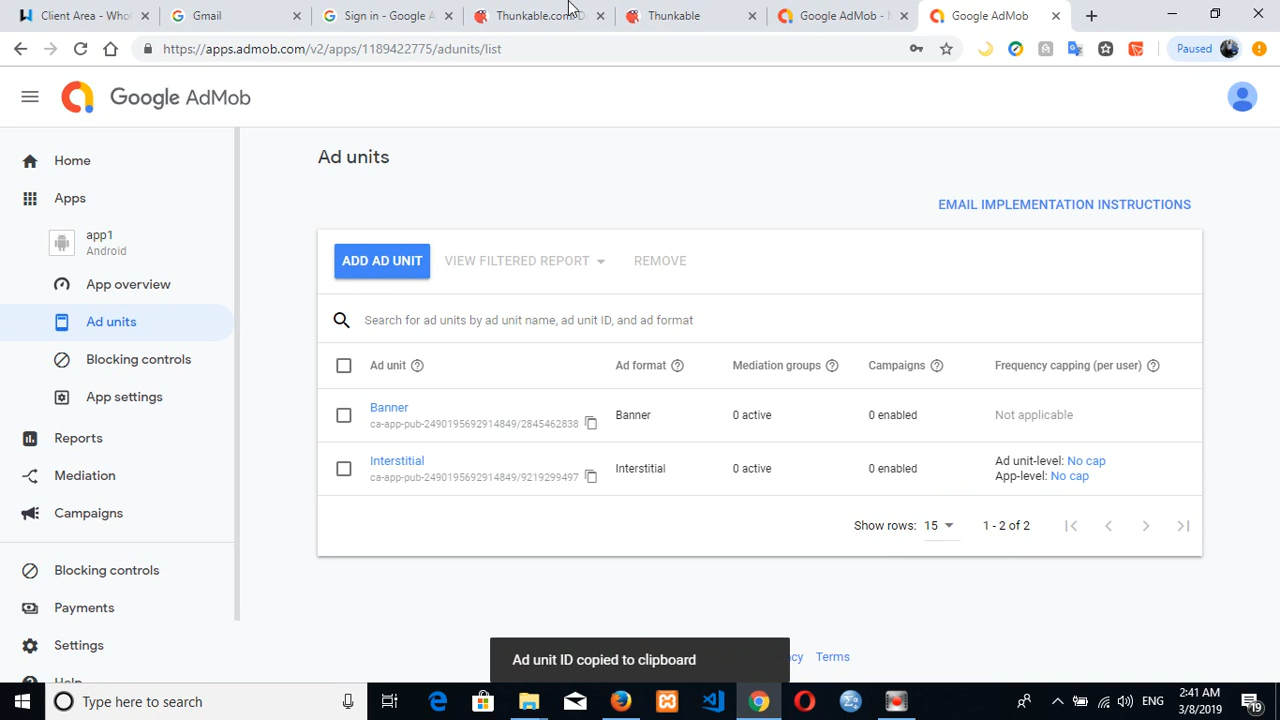 Client Area - Who
Gmail
Sign in - Google A
Thunkable.com/D
Thunkable
Google AdMob -
Google AdMob
https://apps.admob.com/v2/apps/1189422775/adunits/list
Paused
Google AdMob
Home
Apps
app1
Android
App overview
Ad units
Blocking controls
App settings
Reports
Mediation
Campaigns
Blocking controls
Payments
Settings
Help
Ad units
EMAIL IMPLEMENTATION INSTRUCTIONS
ADD AD UNIT
VIEW FILTERED REPORT
REMOVE
Search for ad units by ad unit name, ad unit ID, and ad format
Ad unit
Ad format
Mediation groups
Campaigns
Frequency capping (per user)
Banner
ca-app-pub-2490195692914849/2845462838
Banner
0 active
0 enabled
Not applicable
Interstitial
ca-app-pub-2490195692914849/9219299497
Interstitial
0 active
0 enabled
Ad unit-level: No cap
App-level: No cap
Show rows: 15
1 - 2 of 2
Ad unit ID copied to clipboard
Terms
Type here to search
ENG
2:41 AM
3/8/2019
19